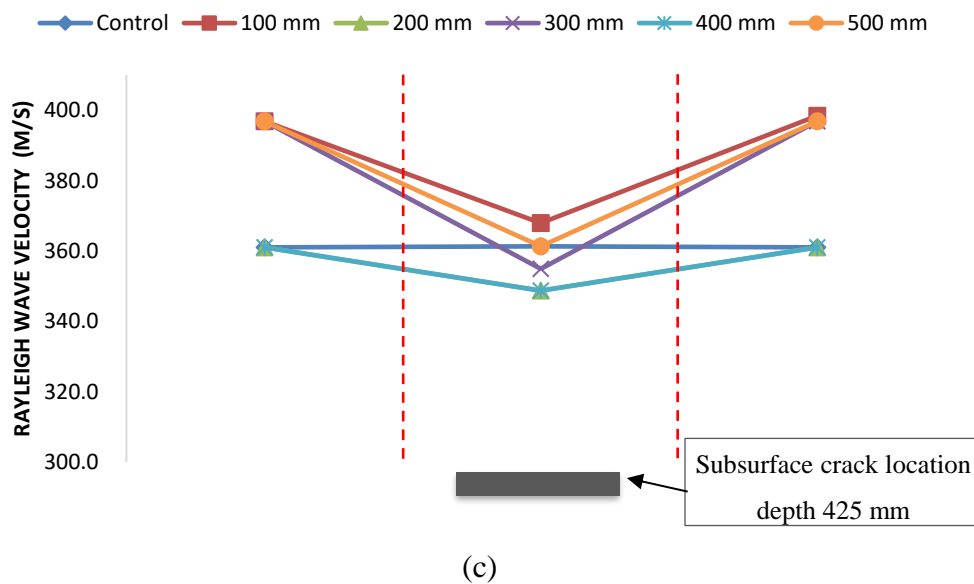 Control 100 mm 200 mm 300 mm 400 mm 500 mm
RAYLEIGH WAVE VELOCITY (M/S)
400.0
380.0
360.0
340.0
320.0
300.0
Subsurface crack location
depth 425 mm
(c)